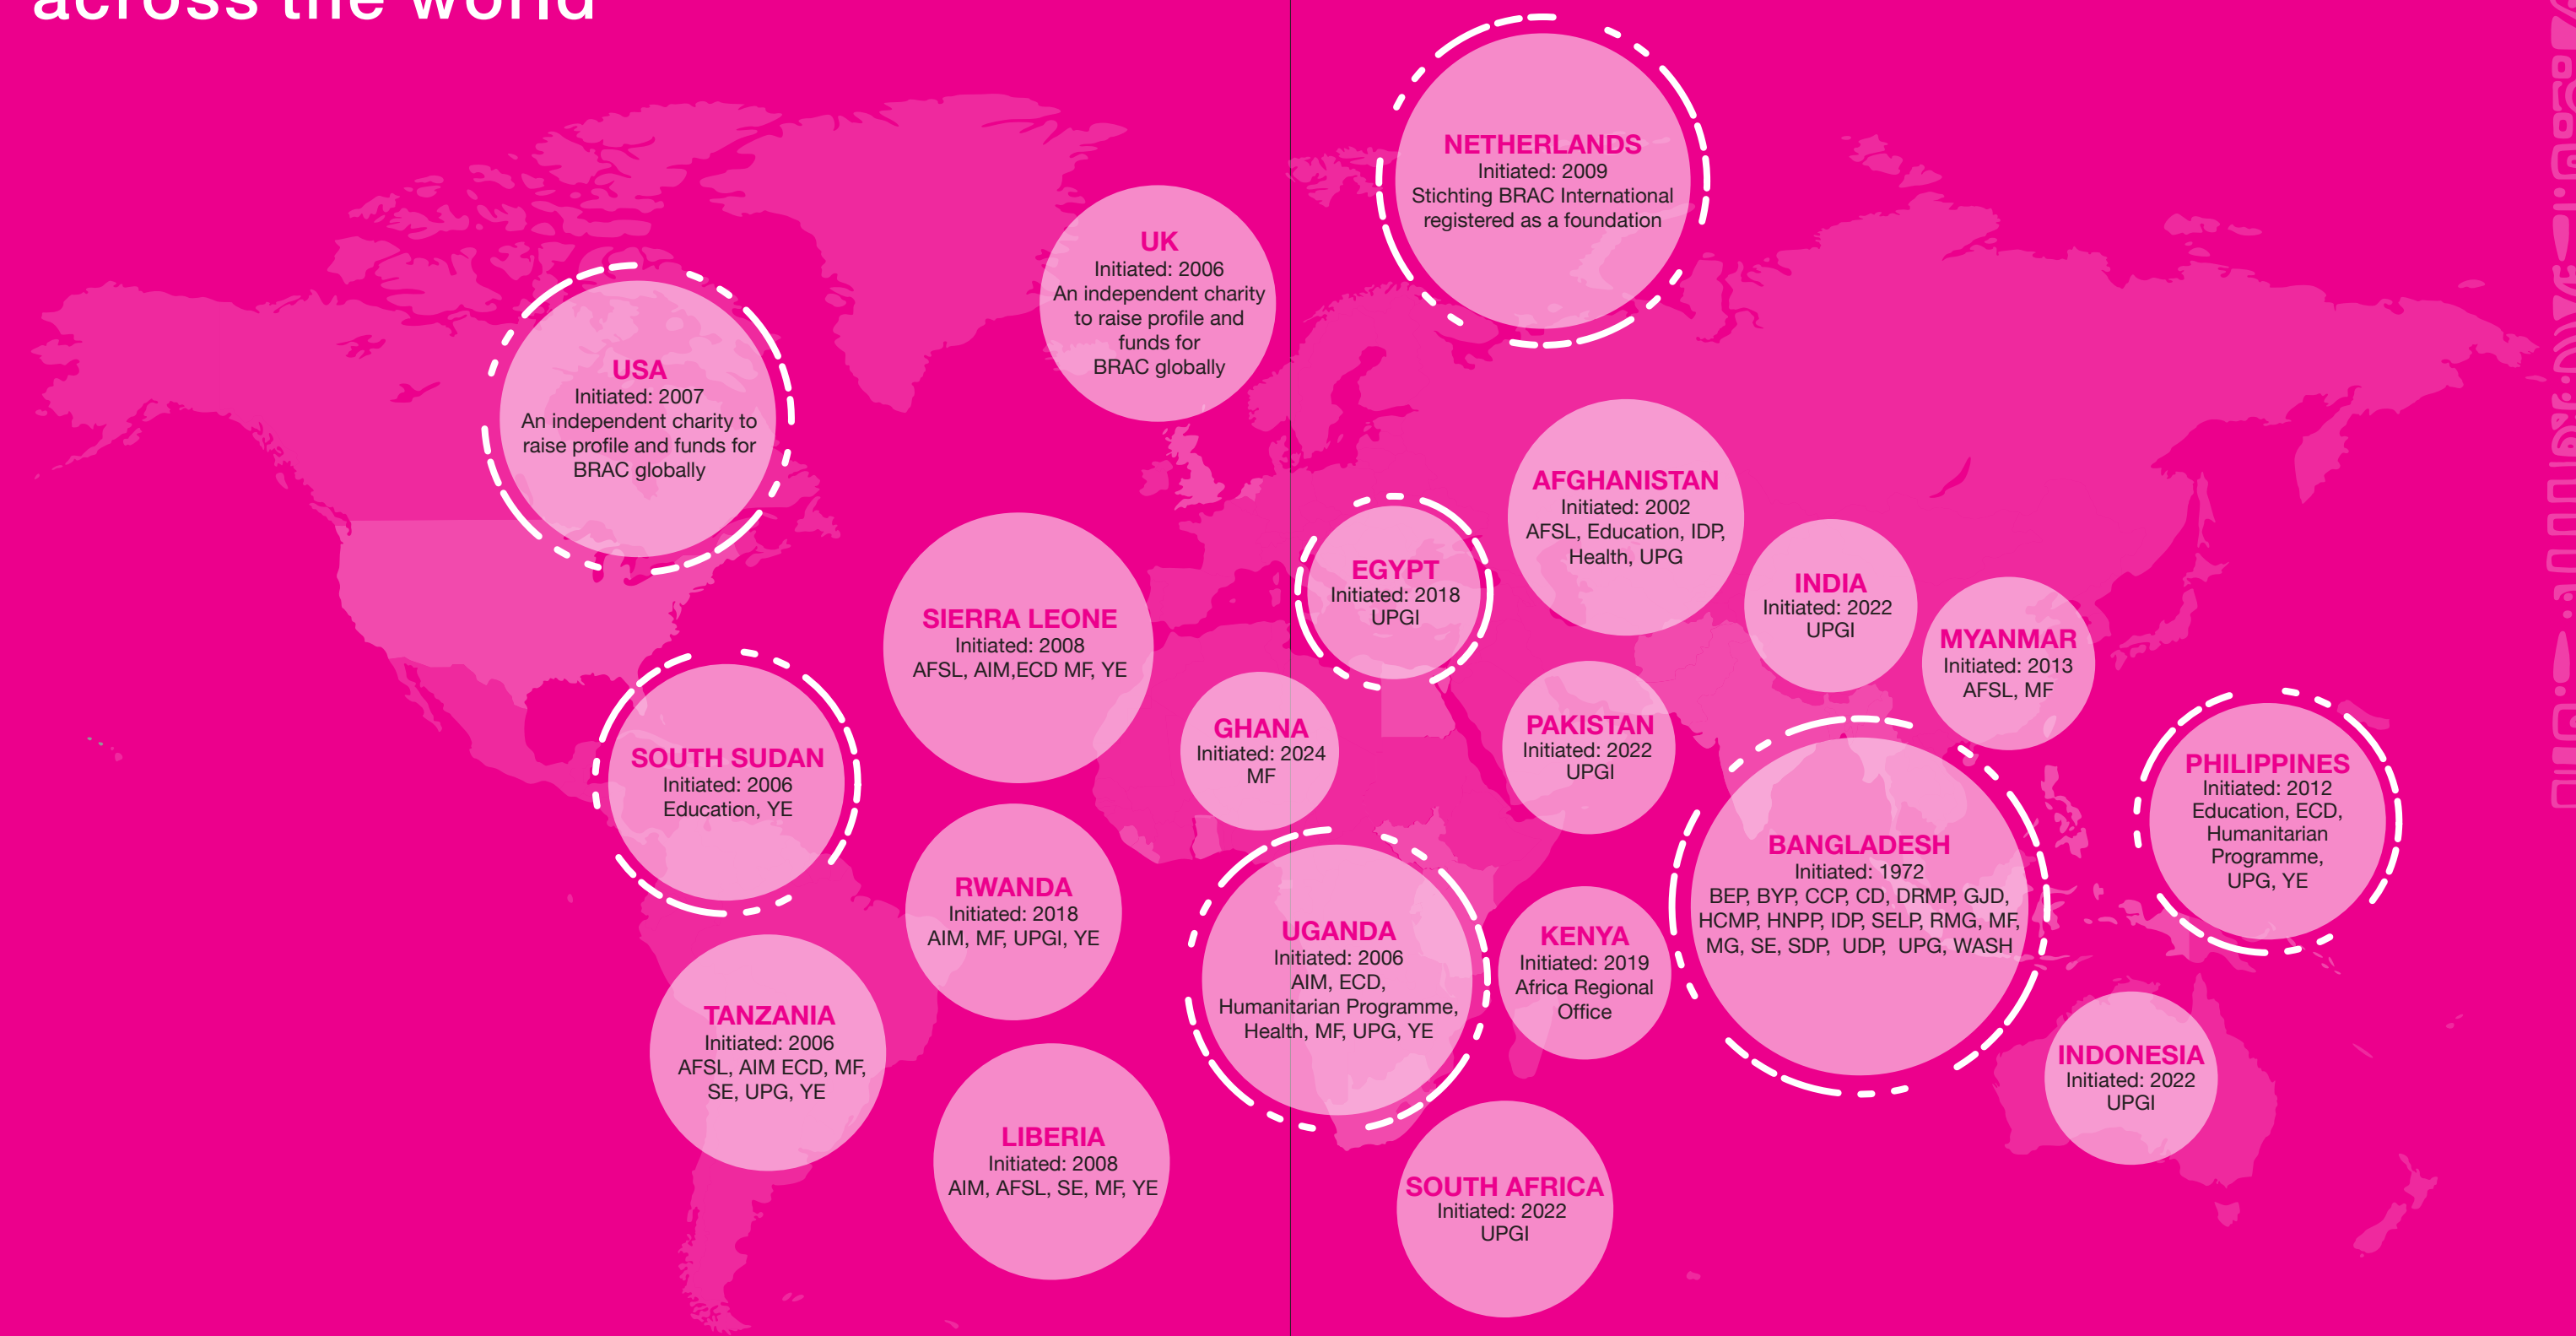 across the world
NETHERLANDS
Initiated: 2009
Stichting BRAC International
registered as a foundation
UK
Initiated: 2006
An independent charity
to raise profile and
funds for
BRAC globally
USA
Initiated: 2007
An independent charity to
raise profile and funds for
BRAC globally
AFGHANISTAN
Initiated: 2002
AFSL, Education, IDP,
Health, UPG
EGYPT
Initiated: 2018
UPGI
INDIA
Initiated: 2022
UPGI
SIERRA LEONE
Initiated: 2008
AFSL, AIM,ECD MF, YE
MYANMAR
Initiated: 2013
AFSL, MF
GHANA
Initiated: 2024
MF
PAKISTAN
Initiated: 2022
UPGI
SOUTH SUDAN
Initiated: 2006
Education, YE
PHILIPPINES
Initiated: 2012
Education, ECD,
Humanitarian
Programme,
UPG, YE
BANGLADESH
Initiated: 1972
BEP, BYP, CCP, CD, DRMP, GJD,
HCMP, HNPP, IDP, SELP, RMG, MF,
MG, SE, SDP, UDP, UPG, WASH
RWANDA
Initiated: 2018
AIM, MF, UPGI, YE
UGANDA
Initiated: 2006
AIM, ECD,
Humanitarian Programme,
Health, MF, UPG, YE
KENYA
Initiated: 2019
Africa Regional
Office
TANZANIA
Initiated: 2006
AFSL, AIM ECD, MF,
SE, UPG, YE
INDONESIA
Initiated: 2022
UPGI
LIBERIA
Initiated: 2008
AIM, AFSL, SE, MF, YE
SOUTH AFRICA
Initiated: 2022
UPGI